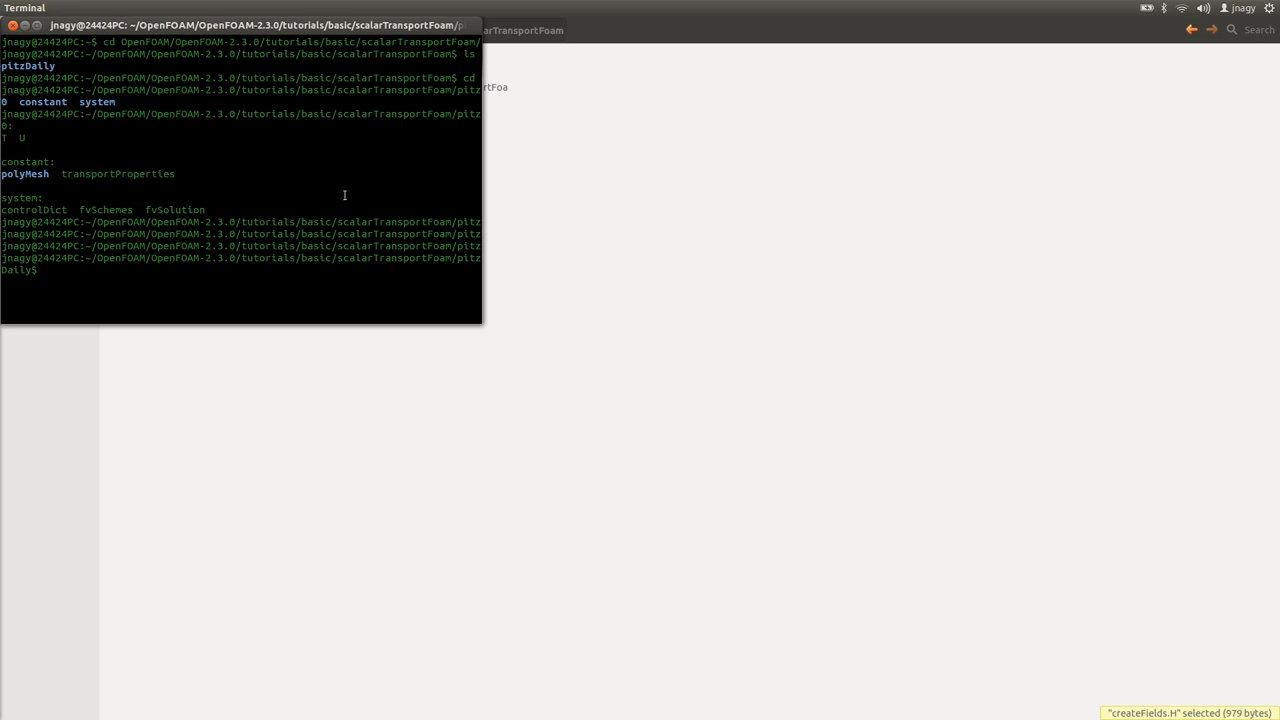 Terminal
jnagy
jnagy@24424PC: ~/OpenFOAM/OpenFOAM-2.3.0/tutorials/basic/scalarTransportFoam/p
arTransportFoam
Search
jnagy@24424PC:~$ cd OpenFOAM/OpenFOAM-2.3.0/tutorials/basic/scalarTransportFoam/
jnagy@24424PC:~/OpenFOAM/OpenFOAM-2.3.0/tutorials/basic/scalarTransportFoam$ ls
pitzDaily
jnagy@24424PC:~/OpenFOAM/OpenFOAM-2.3.0/tutorials/basic/scalarTransportFoam$ cd
jnagy@24424PC:~/OpenFOAM/OpenFOAM-2.3.0/tutorials/basic/scalarTransportFoam/pitz
rtFoa
0 constant system
jnagy@24424PC:~/OpenFOAM/OpenFOAM-2.3.0/tutorials/basic/scalarTransportFoam/pitz
0:
T U
constant:
polyMesh transportProperties
system:
controlDict fvSchemes fvSolution
jnagy@24424PC:~/OpenFOAM/OpenFOAM-2.3.0/tutorials/basic/scalarTransportFoam/pitz
jnagy@24424PC:~/OpenFOAM/OpenFOAM-2.3.0/tutorials/basic/scalarTransportFoam/pitz
jnagy@24424PC:~/OpenFOAM/OpenFOAM-2.3.0/tutorials/basic/scalarTransportFoam/pitz
jnagy@24424PC:~/OpenFOAM/OpenFOAM-2.3.0/tutorials/basic/scalarTransportFoam/pitz
Daily$
"createFields.H" selected (979 bytes)